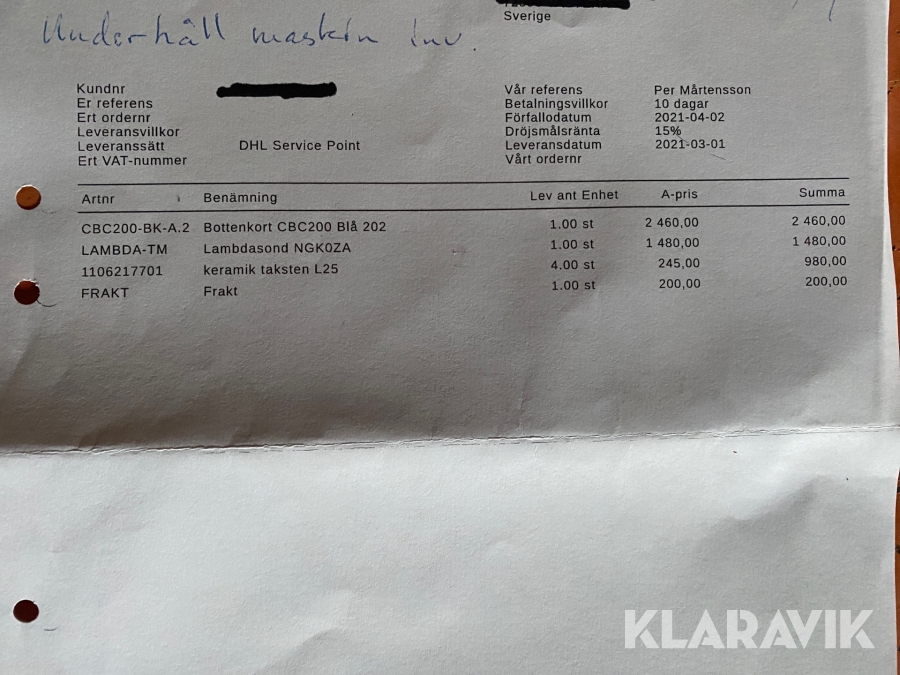 Sverige
Underhåll maskin inv.
Kundnr
Er referens
Ert ordernr
Leveransvillkor
Leveranssätt DHL Service Point
Ert VAT-nummer
Vår referens Per Mårtensson
Betalningsvillkor 10 dagar
Förfallodatum 2021-04-02
Dröjsmålsränta 15%
Leveransdatum 2021-03-01
Vårt ordernr
Artnr Benämning Lev ant Enhet A-pris Summa
CBC200-BK-A.2 Bottenkort CBC200 Blå 202 1.00 st 2 460,00 2 460,00
LAMBDA-TM Lambdasond NGK0ZA 1.00 st 1 480,00 1 480,00
1106217701 keramik taksten L25 4.00 st 245,00 980,00
FRAKT Frakt 1.00 st 200,00 200,00
KLARAVIK